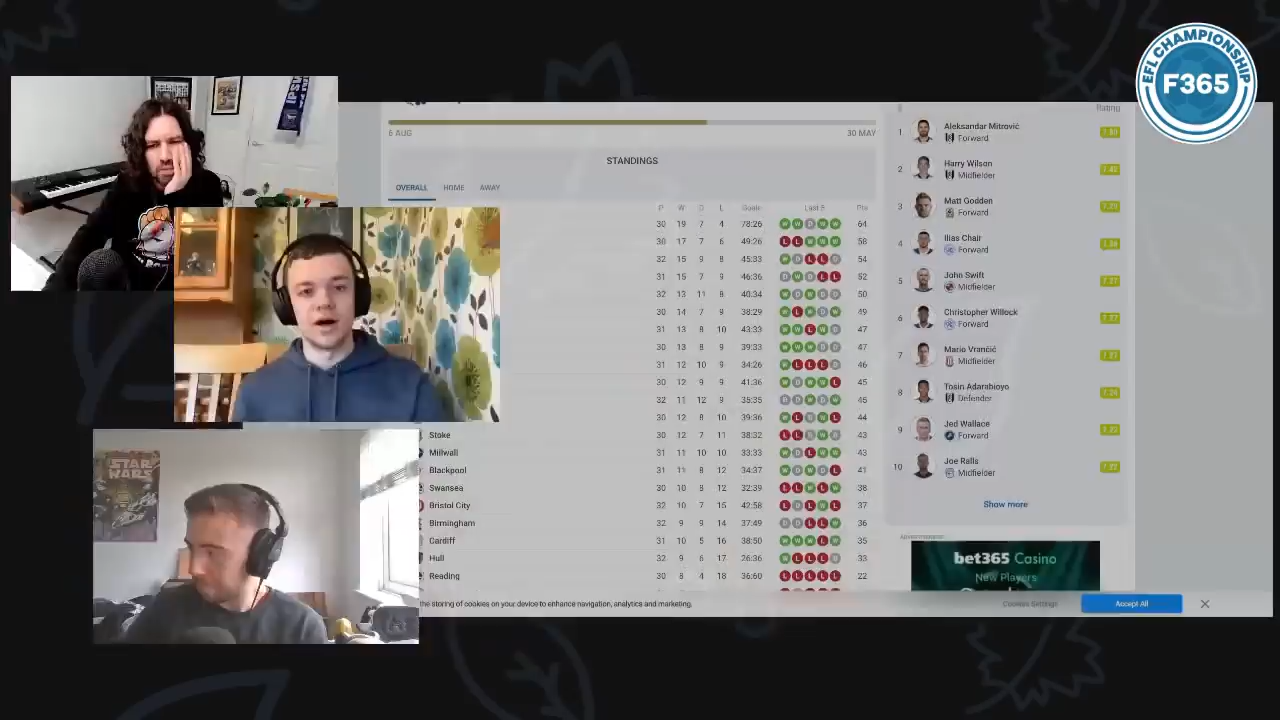 EFL CHAMPIONSHIP
F365
IPSW
STAR
WARS
6 AUG 30 MAY
STANDINGS
OVERALL HOME AWAY
P W D L Goals Last 5 Pts
30 19 7 4 78:26 W W D W W 64
30 17 7 6 49:26 L L W W W 58
32 15 9 8 45:33 W D L L D 54
31 15 7 9 46:36 D W D L L 52
32 13 11 8 40:34 W D W D D 50
30 14 7 9 38:29 W L W D W 49
31 13 8 10 43:33 W W L W D 47
30 13 8 9 39:33 W W W D D 47
31 12 10 9 34:26 W L L L D 46
30 12 9 9 41:36 W D W W L 45
32 11 12 9 35:35 D D W D W 45
30 12 8 10 39:36 W L D W L 44
Stoke 30 12 7 11 38:32 L L D W D 43
Millwall 31 11 10 10 33:33 W D L W W 43
Blackpool 31 11 8 12 34:37 W D W D L 41
Swansea 30 10 8 12 32:39 L L W L W 38
Bristol City 32 10 7 15 42:58 L D L W L 37
Birmingham 32 9 9 14 37:49 D D L L W 36
Cardiff 31 10 5 16 38:50 W W W L W 35
Hull 32 9 6 17 26:36 W L L L D 33
Reading 30 8 4 18 36:60 L L L L L 22
Rating
1 Aleksandar Mitrović
Forward
2 Harry Wilson
Midfielder
3 Matt Godden
Forward
4 Ilias Chair
Forward
5 John Swift
Midfielder
6 Christopher Willock
Forward
7 Mario Vrančić
Midfielder
8 Tosin Adarabioyo
Defender
9 Jed Wallace
Forward
10 Joe Ralls
Midfielder
Show more
ADVERTISEMENT
bet365 Casino
New Players
the storing of cookies on your device to enhance navigation, analytics and marketing.
Cookies Settings
Accept All